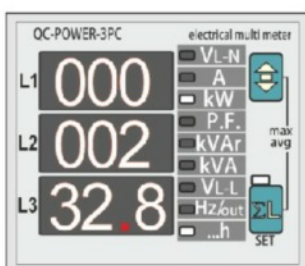 QC-POWER-3PC electrical multi meter
L1 000
L2 002
L3 32.8
VL-N
A
kW
P.F.
kVAr
kVA
VL-L
Hz/out
...h
max
avg
ΣL
SET